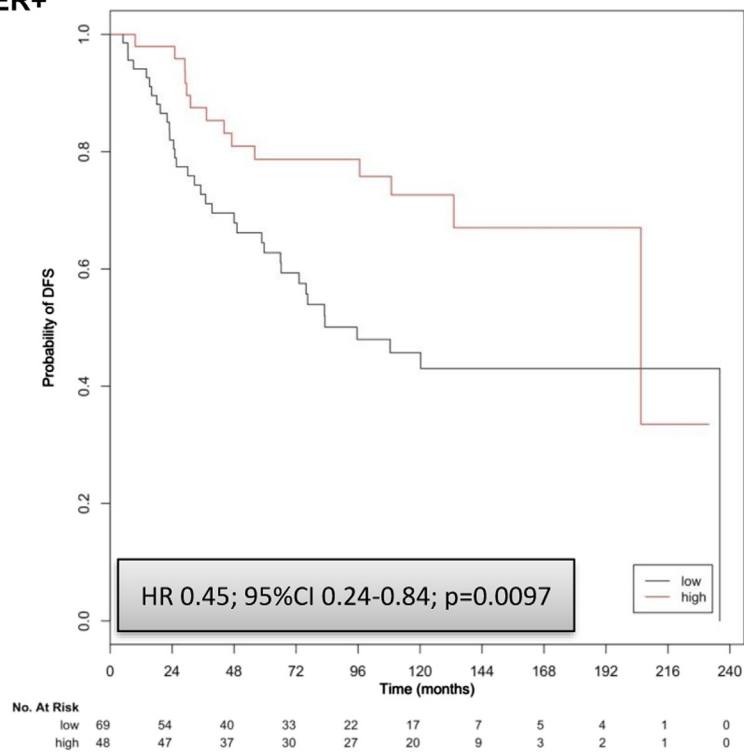 ER+
1.0
0.8
0.6
0.4
0.2
0.0
Probability of DFS
HR 0.45; 95%CI 0.24-0.84; p=0.0097
low
high
0 24 48 72 96 120 144 168 192 216 240
Time (months)
No. At Risk
low 69 54 40 33 22 17 7 5 4 1 0
high 48 47 37 30 27 20 9 3 2 1 0